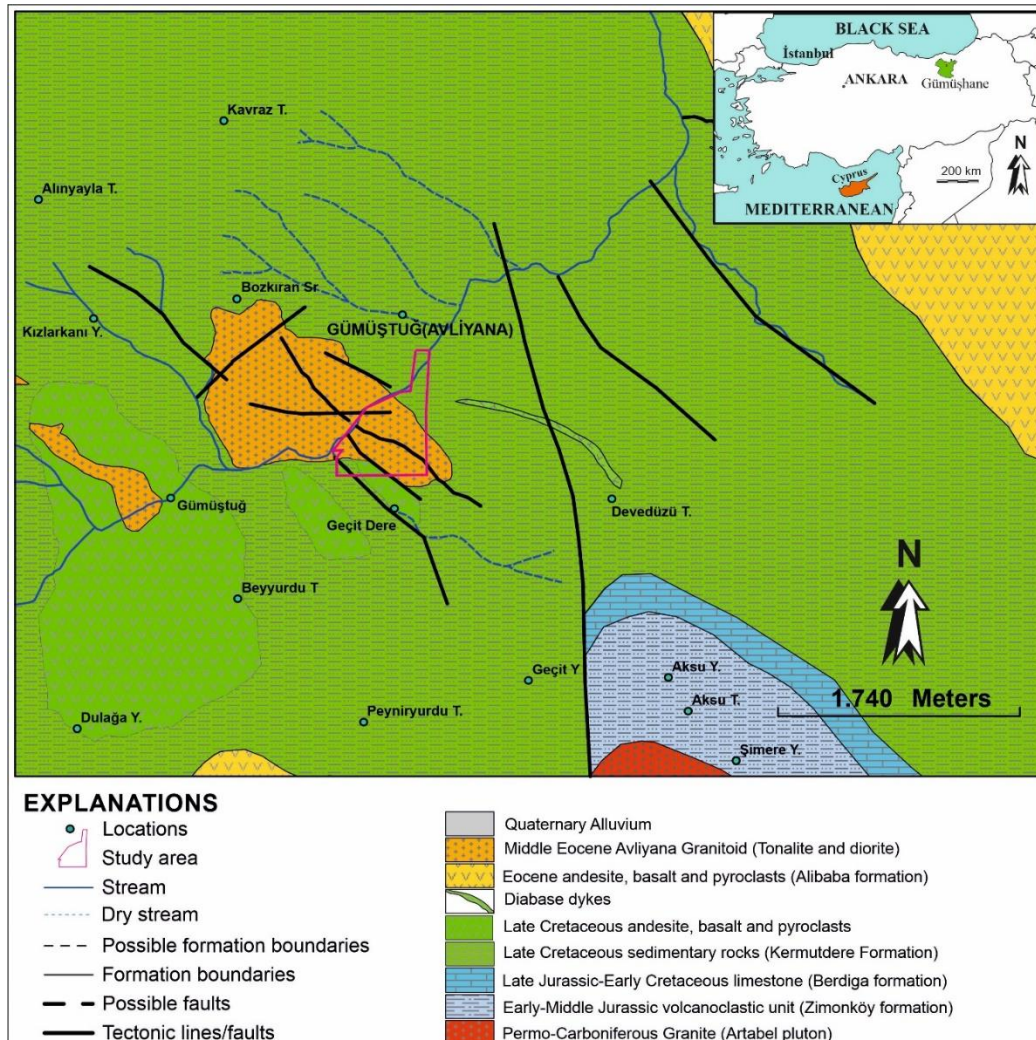 BLACK SEA
İstanbul
ANKARA
Gümüşhane
N
Cyprus
200 km
MEDITERRANEAN
Kavraz T.
Alınyayla T.
Bozkıran Sr
Kızlarkanı Y.
GÜMÜŞTUĞ(AVLİYANA)
Gümüştuğ
Geçit Dere
Devedüzü T.
Beyyurdu T
N
Geçit Y
Aksu Y.
Aksu T.
1.740 Meters
Dulağa Y.
Peyniryurdu T.
Şimere Y.
EXPLANATIONS
Locations
Study area
Stream
Dry stream
Possible formation boundaries
Formation boundaries
Possible faults
Tectonic lines/faults
Quaternary Alluvium
Middle Eocene Avliyana Granitoid (Tonalite and diorite)
Eocene andesite, basalt and pyroclasts (Alibaba formation)
Diabase dykes
Late Cretaceous andesite, basalt and pyroclasts
Late Cretaceous sedimentary rocks (Kermutdere Formation)
Late Jurassic-Early Cretaceous limestone (Berdiga formation)
Early-Middle Jurassic volcanoclastic unit (Zimonköy formation)
Permo-Carboniferous Granite (Artabel pluton)